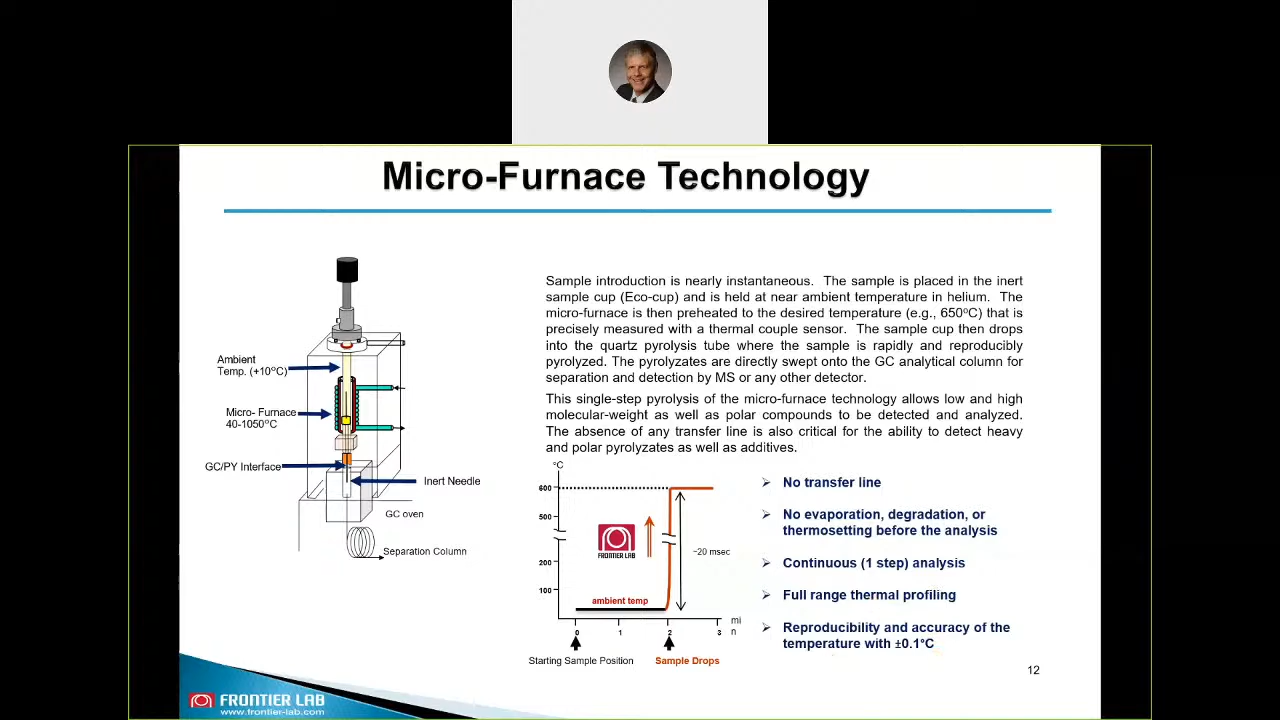 Micro-Furnace Technology
Sample introduction is nearly instantaneous. The sample is placed in the inert
sample cup (Eco-cup) and is held at near ambient temperature in helium. The
micro-furnace is then preheated to the desired temperature (e.g., 650°C) that is
precisely measured with a thermal couple sensor. The sample cup then drops
into the quartz pyrolysis tube where the sample is rapidly and reproducibly
pyrolyzed. The pyrolyzates are directly swept onto the GC analytical column for
separation and detection by MS or any other detector.
This single-step pyrolysis of the micro-furnace technology allows low and high
molecular-weight as well as polar compounds to be detected and analyzed.
The absence of any transfer line is also critical for the ability to detect heavy
and polar pyrolyzates as well as additives.
Ambient
Temp. (+10°C)
Micro- Furnace
40-1050°C
GC/PY Interface
Inert Needle
GC oven
Separation Column
°C
600
500
200
100
FRONTIER LAB
~20 msec
ambient temp
0 1 2 3
mi
n
Starting Sample Position
Sample Drops
No transfer line
No evaporation, degradation, or
thermosetting before the analysis
Continuous (1 step) analysis
Full range thermal profiling
Reproducibility and accuracy of the
temperature with ±0.1°C
12
FRONTIER LAB
www.frontier-lab.com